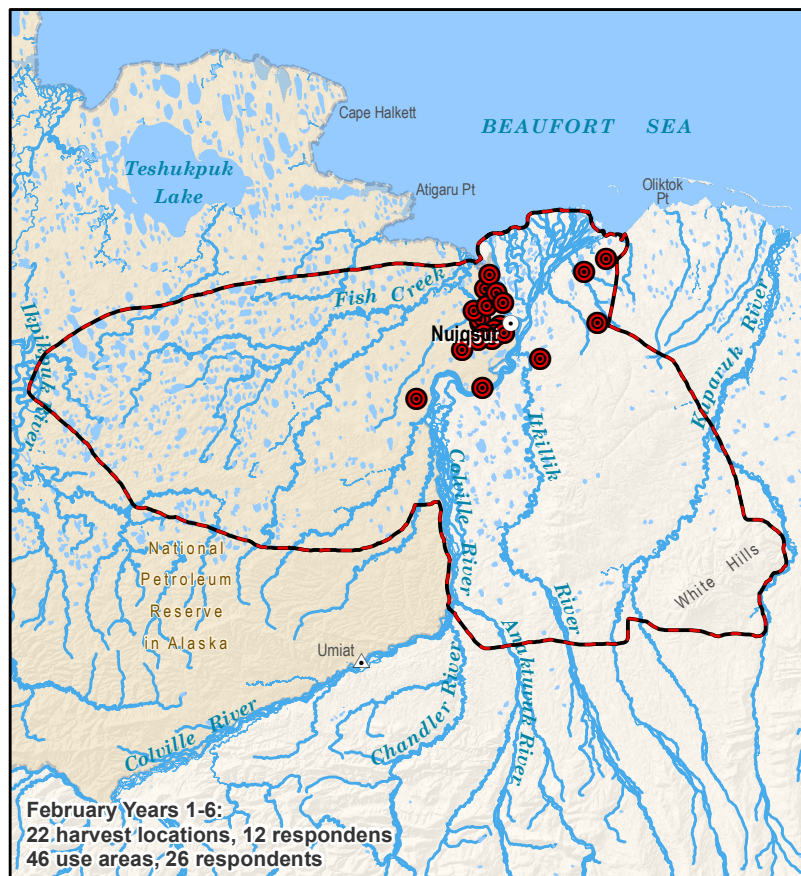 Cape Halkett
BEAUFORT SEA
Teshukpuk
Lake
Atigaru Pt
Oliktok
Pt
Fish Creek
Ikpikpuk River
Nuiqsut
Kuparuk River
Itkillik
River
Colville River
National
Petroleum
Reserve
in Alaska
White Hills
Umiat
Anaktuvuk River
Chandler River
Colville River
February Years 1-6:
22 harvest locations, 12 respondens
46 use areas, 26 respondents